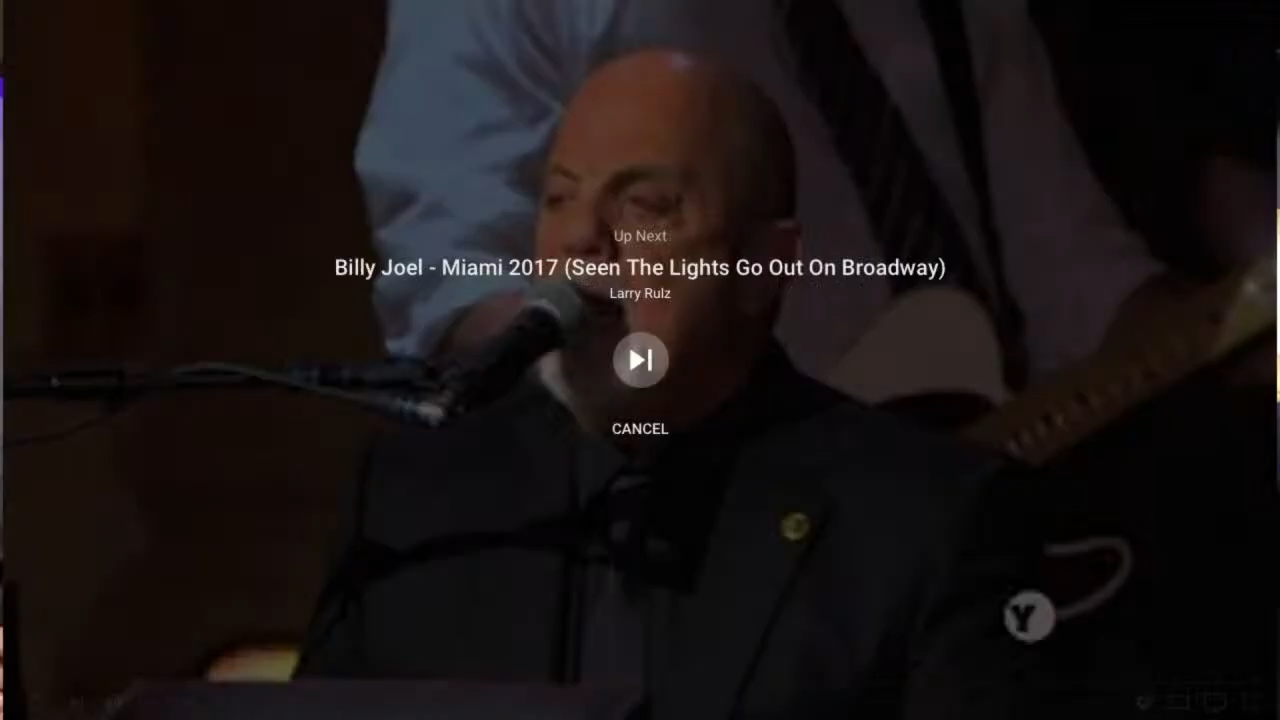 Up Next
Billy Joel - Miami 2017 (Seen The Lights Go Out On Broadway)
Larry Rulz
CANCEL
Y